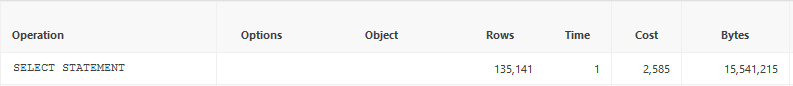 Operation Options Object Rows Time Cost Bytes
SELECT STATEMENT 135,141 1 2,585 15,541,215